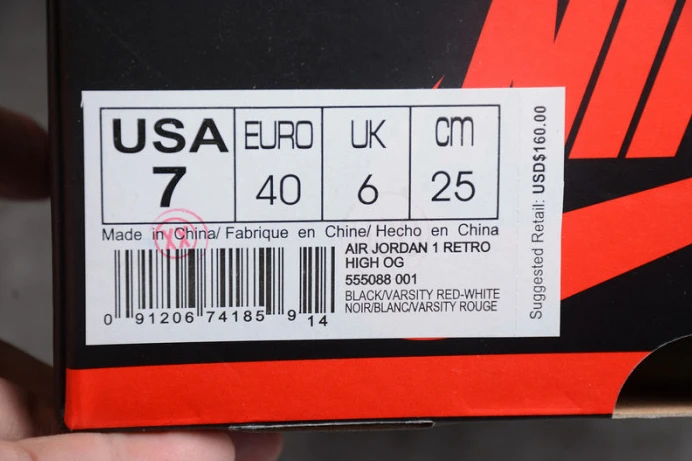 USA EURO UK cm
7 40 6 25
Made in China/ Fabrique en Chine/ Hecho en China
AIR JORDAN 1 RETRO
HIGH OG
555088 001
BLACK/VARSITY RED-WHITE
NOIR/BLANC/VARSITY ROUGE
0 91206 74185 9 14
XX
Suggested Retail: USD$160.00